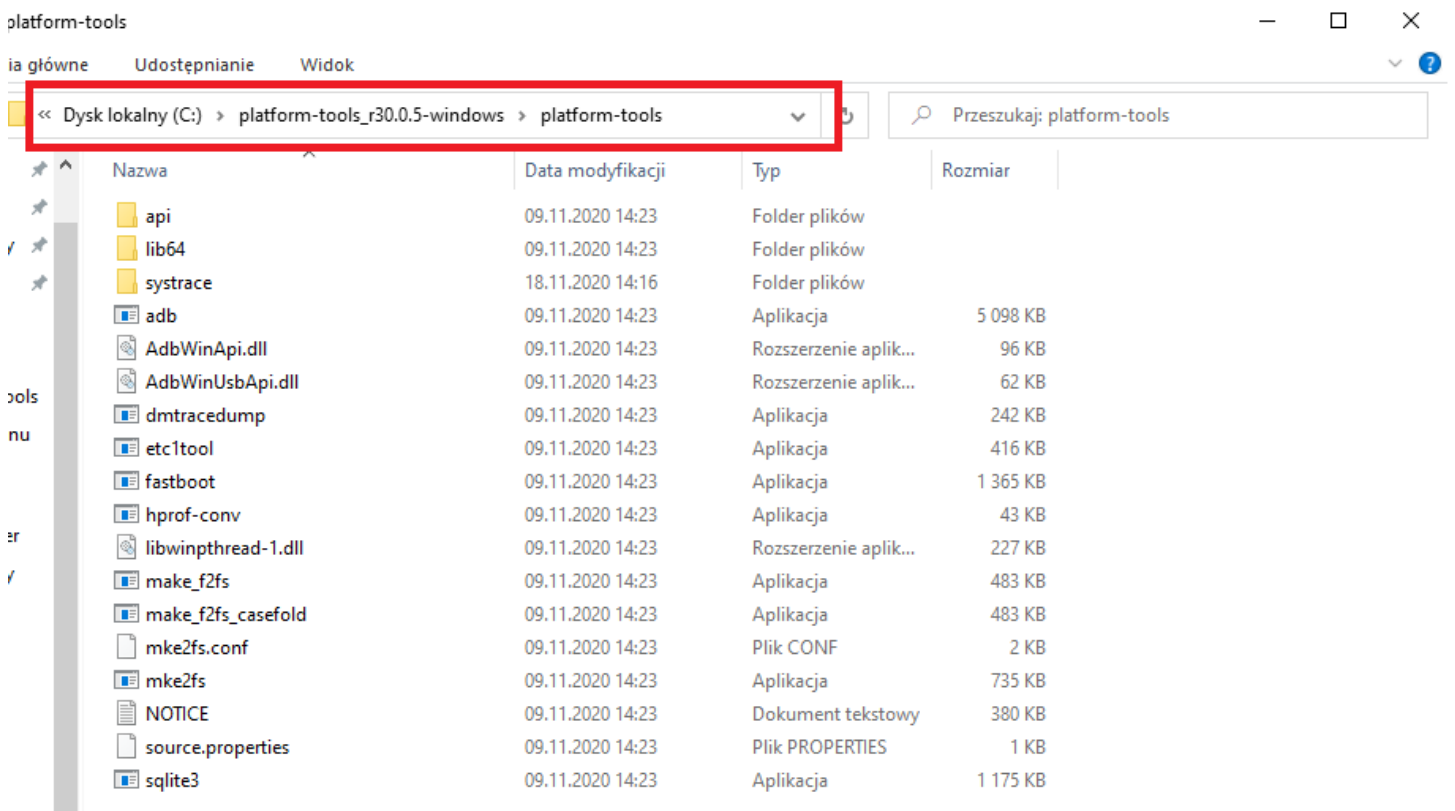 platform-tools
ia główne Udostępnianie Widok
« Dysk lokalny (C:) › platform-tools_r30.0.5-windows › platform-tools Przeszukaj: platform-tools
Nazwa Data modyfikacji Typ Rozmiar
api 09.11.2020 14:23 Folder plików
lib64 09.11.2020 14:23 Folder plików
systrace 18.11.2020 14:16 Folder plików
adb 09.11.2020 14:23 Aplikacja 5 098 KB
AdbWinApi.dll 09.11.2020 14:23 Rozszerzenie aplik... 96 KB
AdbWinUsbApi.dll 09.11.2020 14:23 Rozszerzenie aplik... 62 KB
ools
dmtracedump 09.11.2020 14:23 Aplikacja 242 KB
nu
etc1tool 09.11.2020 14:23 Aplikacja 416 KB
fastboot 09.11.2020 14:23 Aplikacja 1 365 KB
hprof-conv 09.11.2020 14:23 Aplikacja 43 KB
er
libwinpthread-1.dll 09.11.2020 14:23 Rozszerzenie aplik... 227 KB
y
make_f2fs 09.11.2020 14:23 Aplikacja 483 KB
make_f2fs_casefold 09.11.2020 14:23 Aplikacja 483 KB
mke2fs.conf 09.11.2020 14:23 Plik CONF 2 KB
mke2fs 09.11.2020 14:23 Aplikacja 735 KB
NOTICE 09.11.2020 14:23 Dokument tekstowy 380 KB
source.properties 09.11.2020 14:23 Plik PROPERTIES 1 KB
sqlite3 09.11.2020 14:23 Aplikacja 1 175 KB